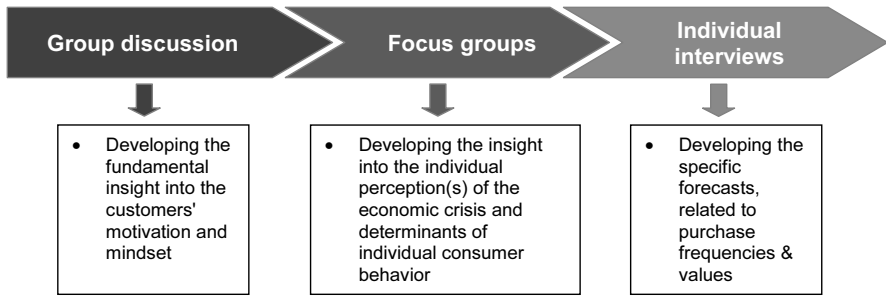 Group discussion
Focus groups
Individual
interviews
• Developing the
fundamental
insight into the
customers'
motivation and
mindset
• Developing the insight
into the individual
perception(s) of the
economic crisis and
determinants of
individual consumer
behavior
• Developing the
specific
forecasts,
related to
purchase
frequencies &
values